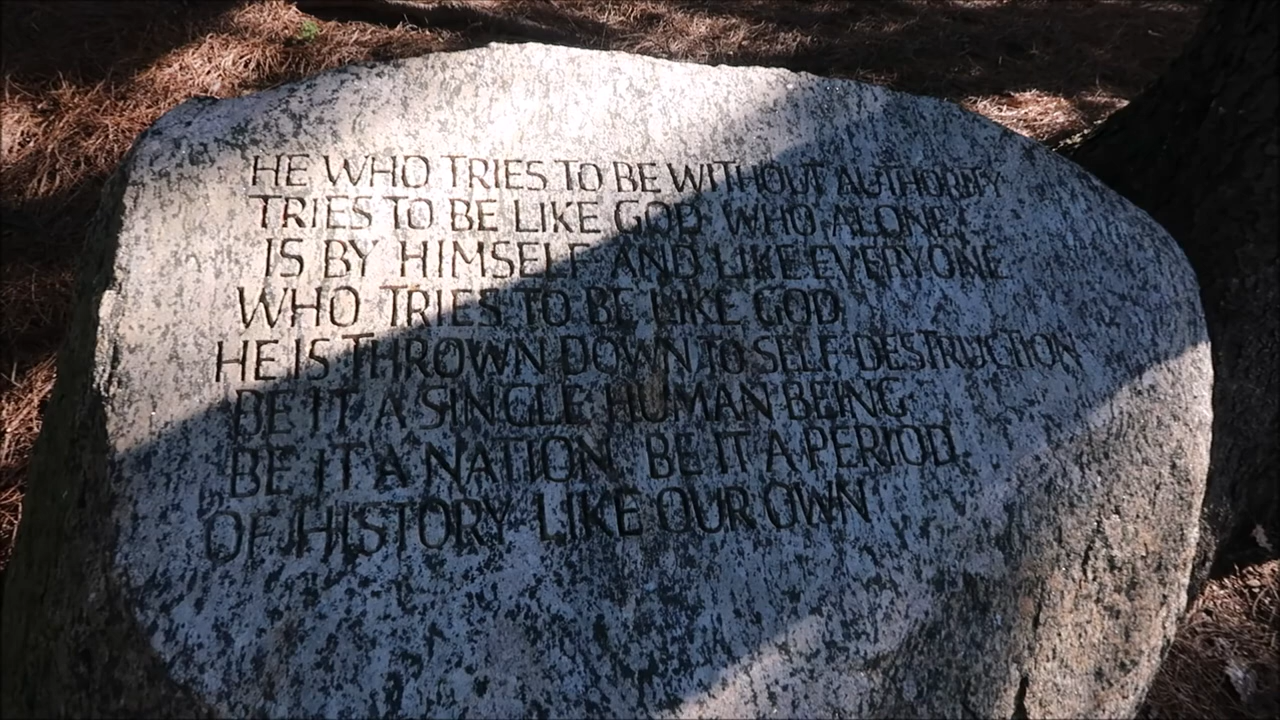 HE WHO TRIES TO BE WITHOUT AUTHORITY
TRIES TO BE LIKE GOD WHO ALONE
IS BY HIMSELF AND LIKE EVERYONE
WHO TRIES TO BE LIKE GOD
HE IS THROWN DOWN TO SELF-DESTRUCTION
BE IT A SINGLE HUMAN BEING
BE IT A NATION BE IT A PERIOD
OF HISTORY LIKE OUR OWN